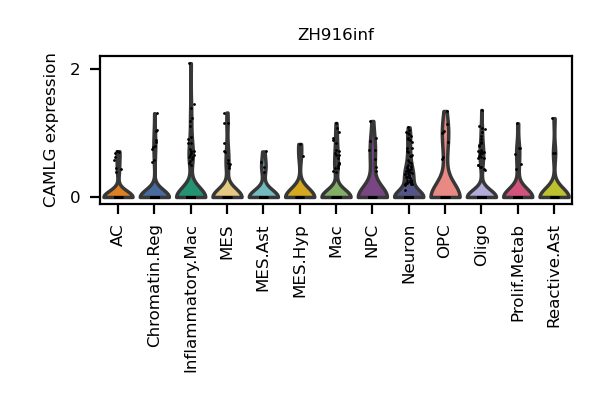 ZH916inf
CAMLG expression
2
0
AC
Chromatin.Reg
Inflammatory.Mac
MES
MES.Ast
MES.Hyp
Mac
NPC
Neuron
OPC
Oligo
Prolif.Metab
Reactive.Ast